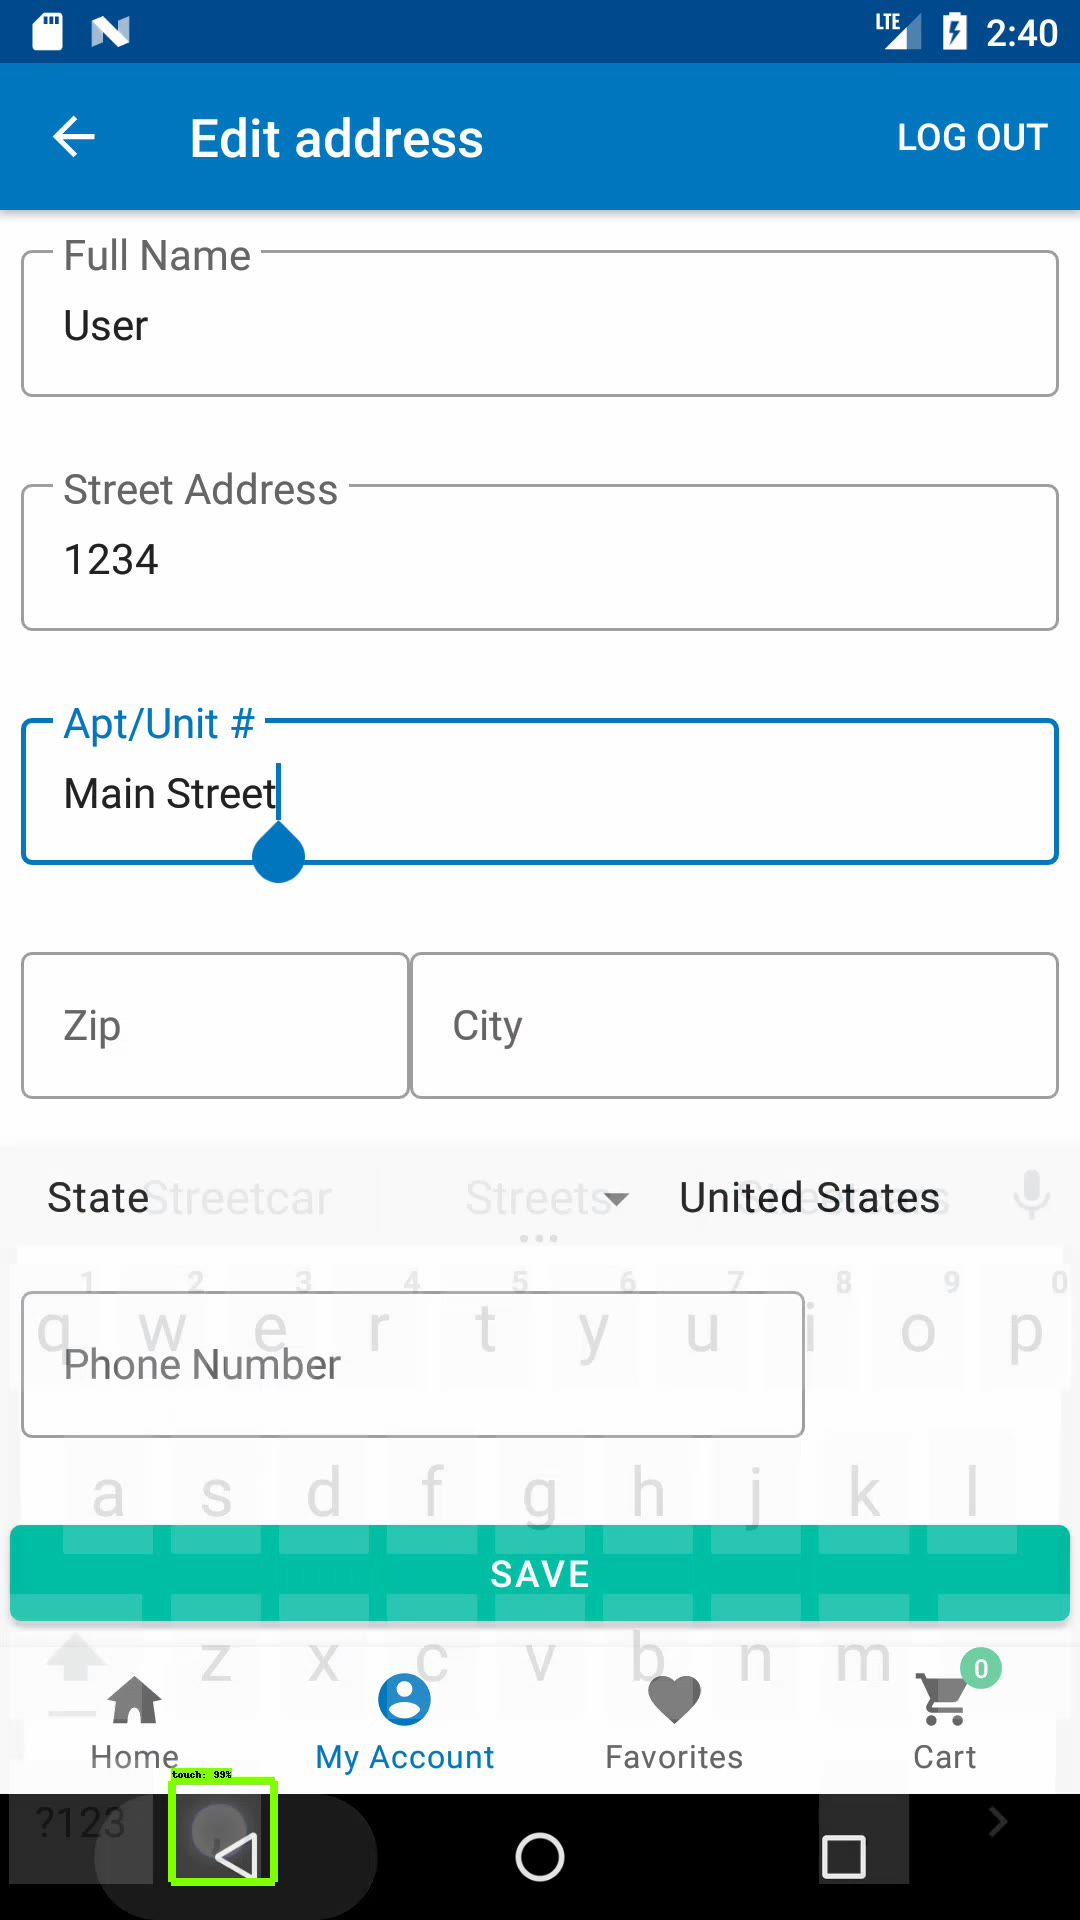 LTE 2:40
Edit address LOG OUT
Full Name
User
Street Address
1234
Apt/Unit #
Main Street
Zip City
State Streetcar Streets United States
1 2 3 4 5 6 7 8 9 0
q w e r t y u i o p
Phone Number
a s d f g h j k l
SAVE
z x c v b n m
0
Home My Account Favorites Cart
touch: 99%
?123